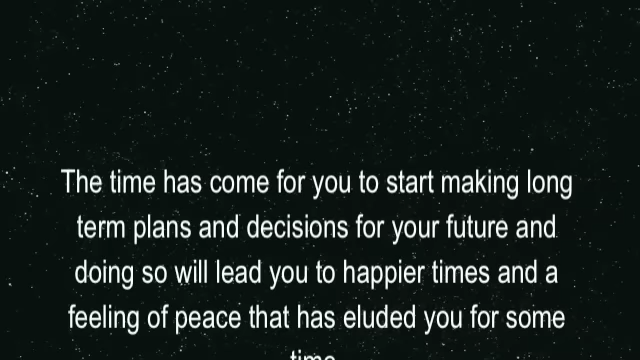 The time has come for you to start making long
term plans and decisions for your future and
doing so will lead you to happier times and a
feeling of peace that has eluded you for some
time